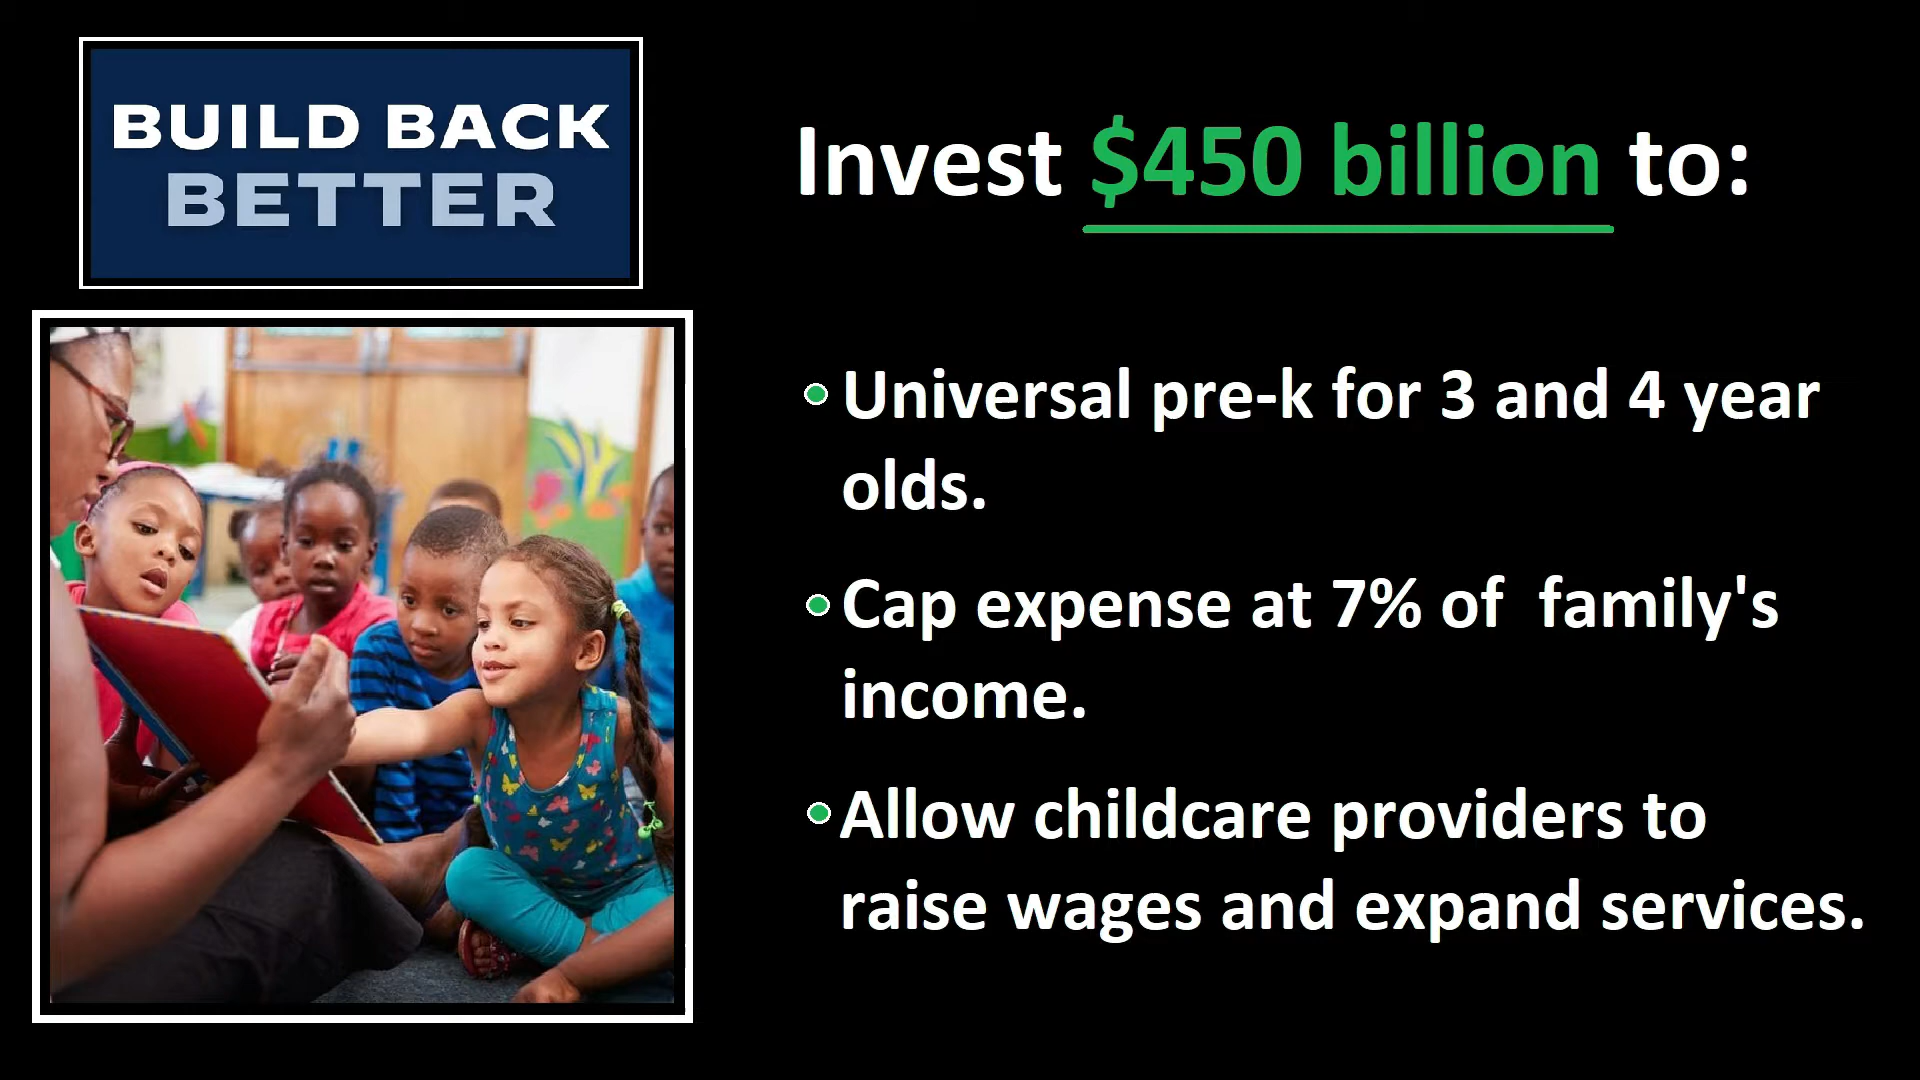 BUILD BACK
BETTER
Invest $450 billion to:
Universal pre-k for 3 and 4 year
olds.
Cap expense at 7% of  family's
income.
Allow childcare providers to
raise wages and expand services.